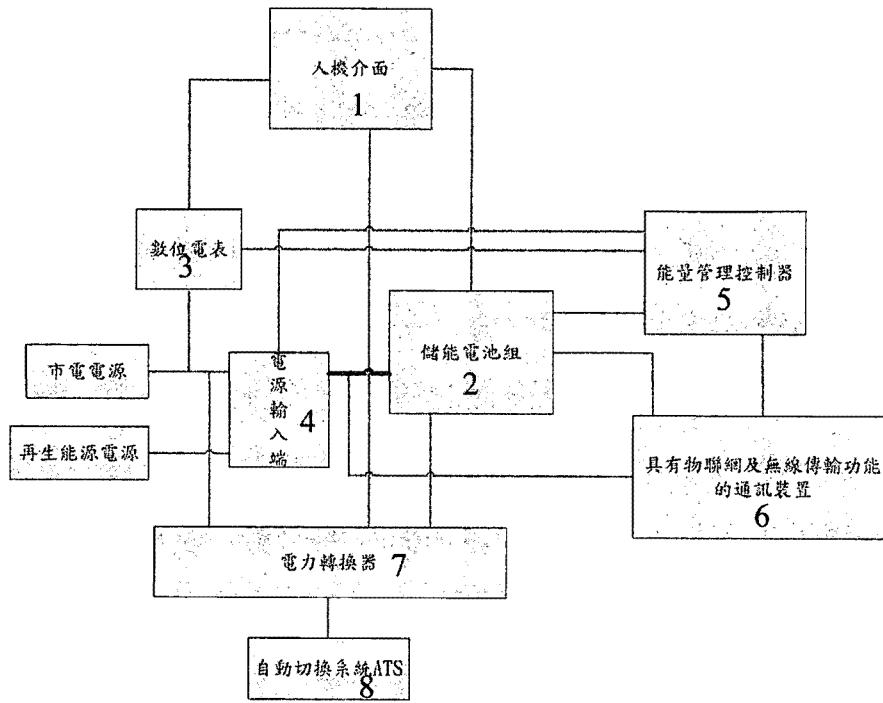 人機介面
1
數位電表
3
能量管理控制器
5
儲能電池組
2
市電電源
電源輸入端
4
再生能源電源
具有物聯網及無線傳輸功能
的通訊裝置
6
電力轉換器 7
自動切換系統ATS
8